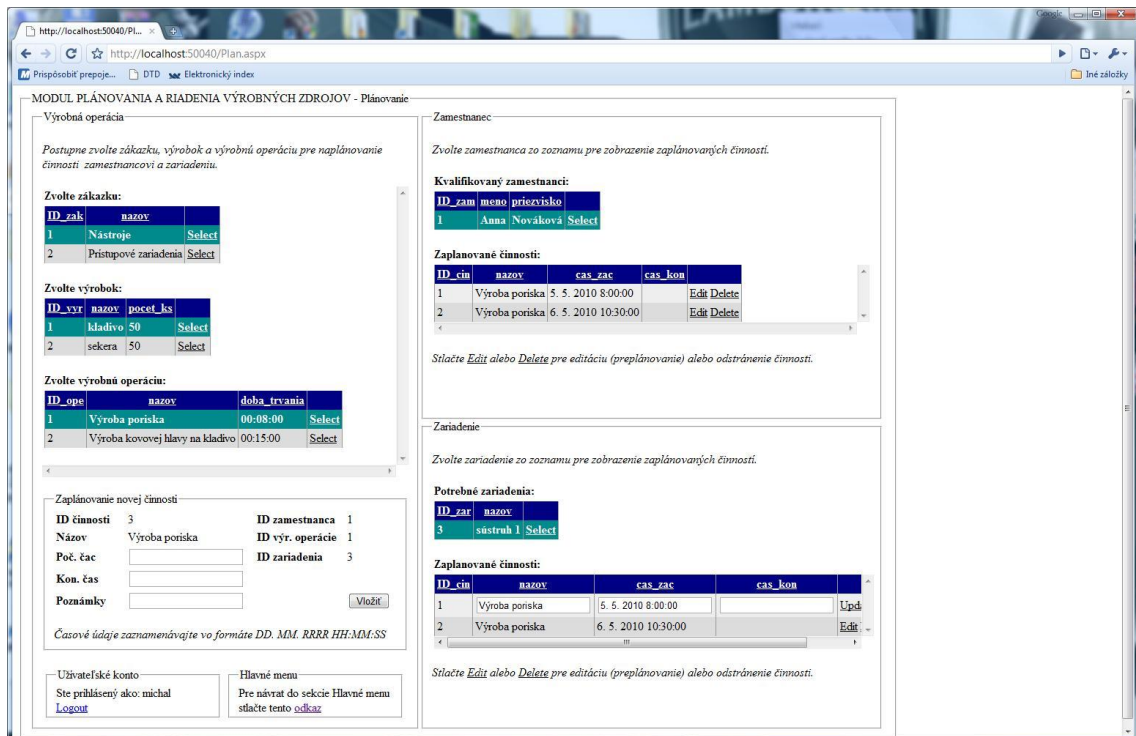 Google
http://localhost:50040/Pl...
http://localhost:50040/Plan.aspx
Prispôsobiť prepoje... DTD Elektronický index Iné záložky
MODUL PLÁNOVANIA A RIADENIA VÝROBNÝCH ZDROJOV - Plánovanie
Výrobná operácia
Postupne zvolte zákazku, výrobok a výrobnú operáciu pre naplánovanie
činnosti zamestnancovi a zariadeniu.
Zvolte zákazku:
ID_zak nazov
1 Nástroje Select
2 Prístupové zariadenia Select
Zvolte výrobok:
ID_vyr nazov pocet_ks
1 kladivo 50 Select
2 sekera 50 Select
Zvolte výrobnú operáciu:
ID_ope nazov doba_trvania
1 Výroba poriska 00:08:00 Select
2 Výroba kovovej hlavy na kladivo 00:15:00 Select
Zaplánovanie novej činnosti
ID činnosti 3 ID zamestnanca 1
Názov Výroba poriska ID výr. operácie 1
Poč. čac ID zariadenia 3
Kon. čas
Poznámky Vložiť
Časové údaje zaznamenávajte vo formáte DD. MM. RRRR HH:MM:SS
Uživateľské konto
Ste prihlásený ako: michal
Logout
Hlavné menu
Pre návrat do sekcie Hlavné menu
stlačte tento odkaz
Zamestnanec
Zvolte zamestnanca zo zoznamu pre zobrazenie zaplánovaných činností.
Kvalifikovaný zamestnanci:
ID_zam meno priezvisko
1 Anna Nováková Select
Zaplanované činnosti:
ID_cin nazov cas_zac cas_kon
1 Výroba poriska 5. 5. 2010 8:00:00 Edit Delete
2 Výroba poriska 6. 5. 2010 10:30:00 Edit Delete
Stlačte Edit alebo Delete pre editáciu (preplánovanie) alebo odstránenie činnosti.
Zariadenie
Zvolte zariadenie zo zoznamu pre zobrazenie zaplánovaných činností.
Potrebné zariadenia:
ID_zar nazov
3 sústruh 1 Select
Zaplanované činnosti:
ID_cin nazov cas_zac cas_kon
1 Výroba poriska 5. 5. 2010 8:00:00 Upd
2 Výroba poriska 6. 5. 2010 10:30:00 Edit
Stlačte Edit alebo Delete pre editáciu (preplánovanie) alebo odstránenie činnosti.